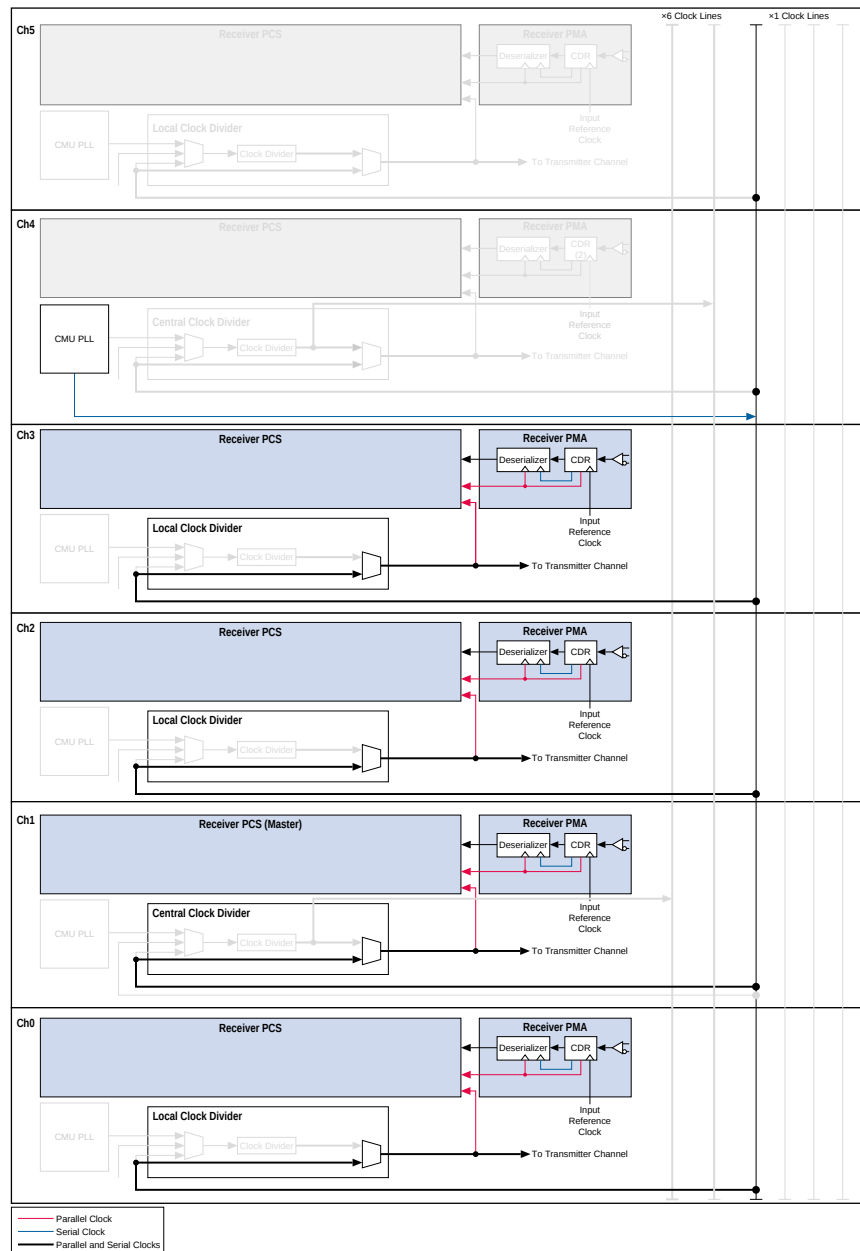 ×6 Clock Lines
×1 Clock Lines
Ch5
Receiver PCS
Receiver PMA
Deserializer
CDR
Input
Reference
Clock
Local Clock Divider
CMU PLL
Clock Divider
To Transmitter Channel
Ch4
Receiver PCS
Receiver PMA
Deserializer
CDR
(2)
Input
Reference
Clock
Central Clock Divider
CMU PLL
Clock Divider
To Transmitter Channel
Ch3
Receiver PCS
Receiver PMA
Deserializer
CDR
Input
Reference
Clock
Local Clock Divider
CMU PLL
Clock Divider
To Transmitter Channel
Ch2
Receiver PCS
Receiver PMA
Deserializer
CDR
Input
Reference
Clock
Local Clock Divider
CMU PLL
Clock Divider
To Transmitter Channel
Ch1
Receiver PCS (Master)
Receiver PMA
Deserializer
CDR
Input
Reference
Clock
Central Clock Divider
CMU PLL
Clock Divider
To Transmitter Channel
Ch0
Receiver PCS
Receiver PMA
Deserializer
CDR
Input
Reference
Clock
Local Clock Divider
CMU PLL
Clock Divider
To Transmitter Channel
Parallel Clock
Serial Clock
Parallel and Serial Clocks